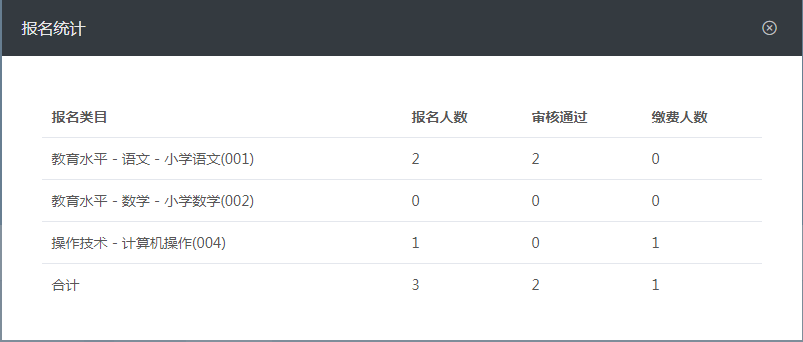 报名统计
报名类目 报名人数 审核通过 缴费人数
教育水平 - 语文 - 小学语文(001) 2 2 0
教育水平 - 数学 - 小学数学(002) 0 0 0
操作技术 - 计算机操作(004) 1 0 1
合计 3 2 1